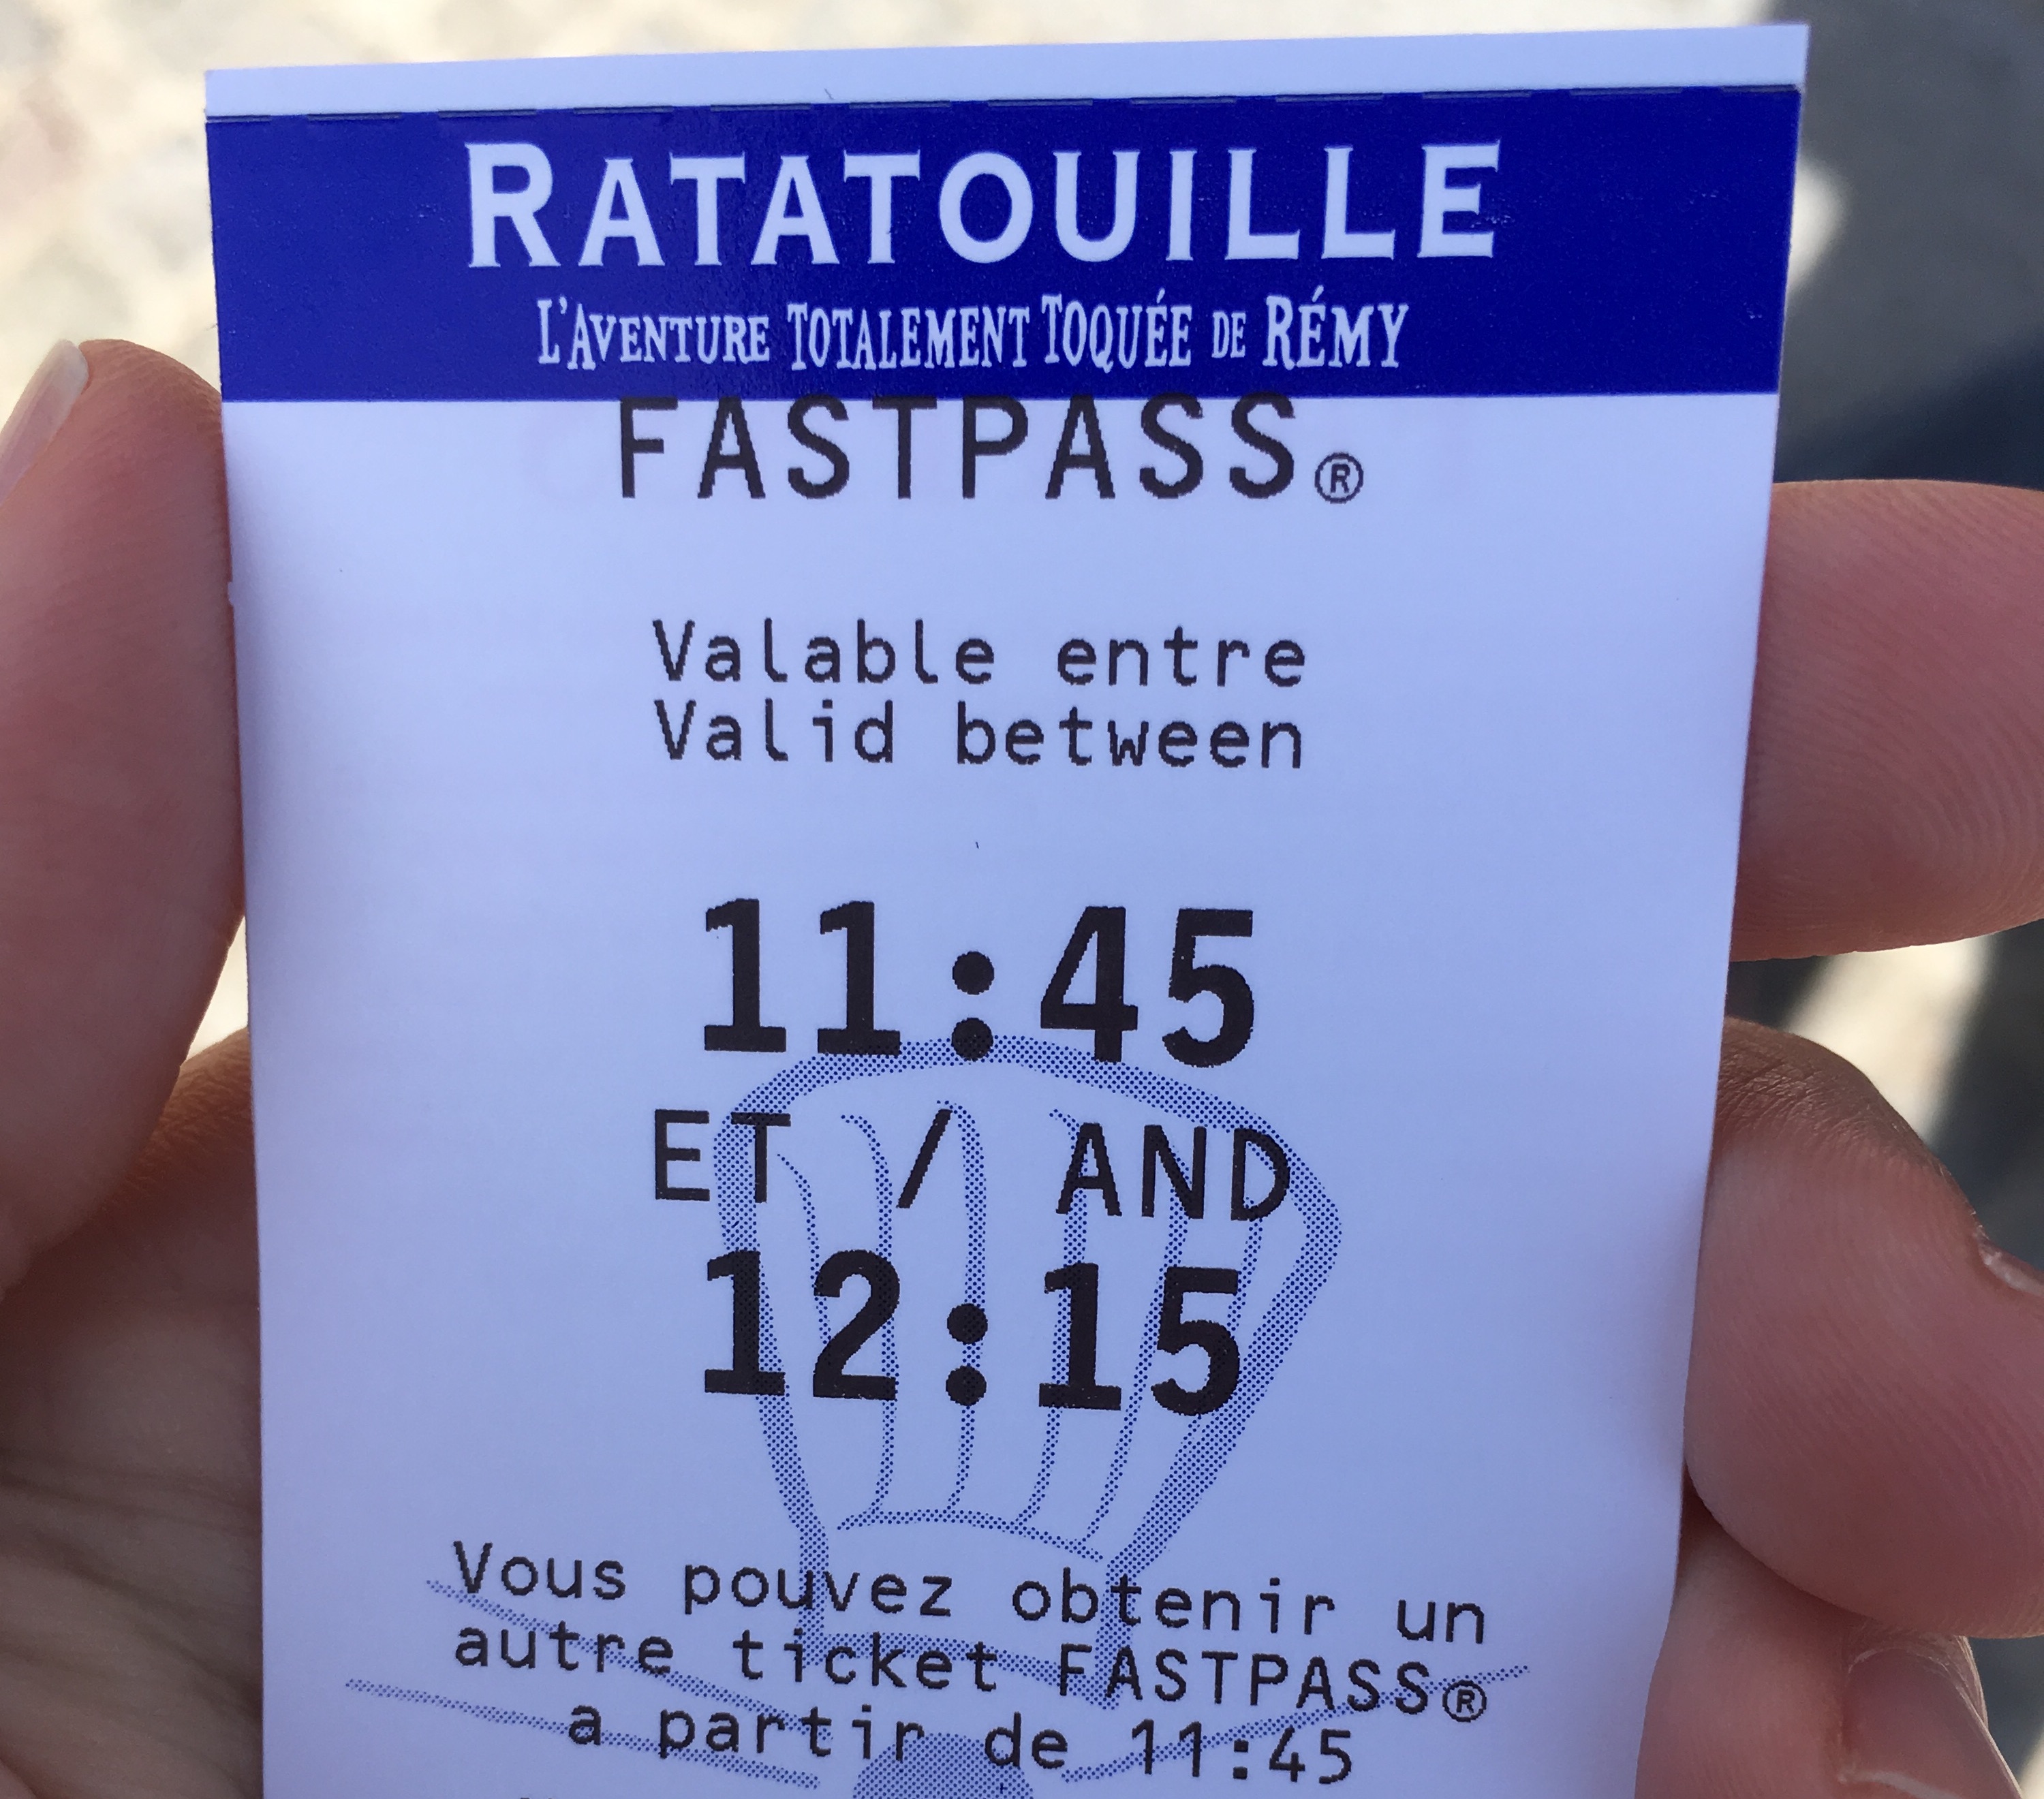 RATATOUILLE
L'AVENTURE TOTALEMENT TOQUÉE DE RÉMY
FASTPASS®
Valable entre
Valid between
11:45
ET / AND
12:15
Vous pouvez obtenir un
autre ticket FASTPASS®
a partir de 11:45